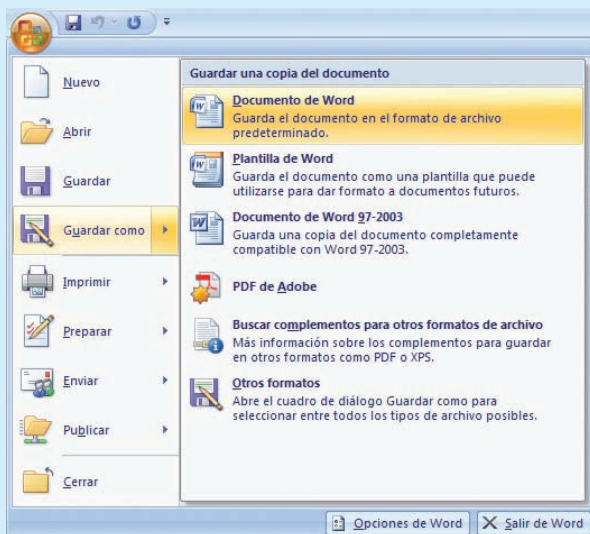 Nuevo
Abrir
Guardar
Guardar como
Imprimir
Preparar
Enviar
Publicar
Cerrar
Guardar una copia del documento
Documento de Word
Guarda el documento en el formato de archivo
predeterminado.
Plantilla de Word
Guarda el documento como una plantilla que puede
utilizarse para dar formato a documentos futuros.
Documento de Word 97-2003
Guarda una copia del documento completamente
compatible con Word 97-2003.
PDF de Adobe
Buscar complementos para otros formatos de archivo
Más información sobre los complementos para guardar
en otros formatos como PDF o XPS.
Otros formatos
Abre el cuadro de diálogo Guardar como para
seleccionar entre todos los tipos de archivo posibles.
Opciones de Word
Salir de Word